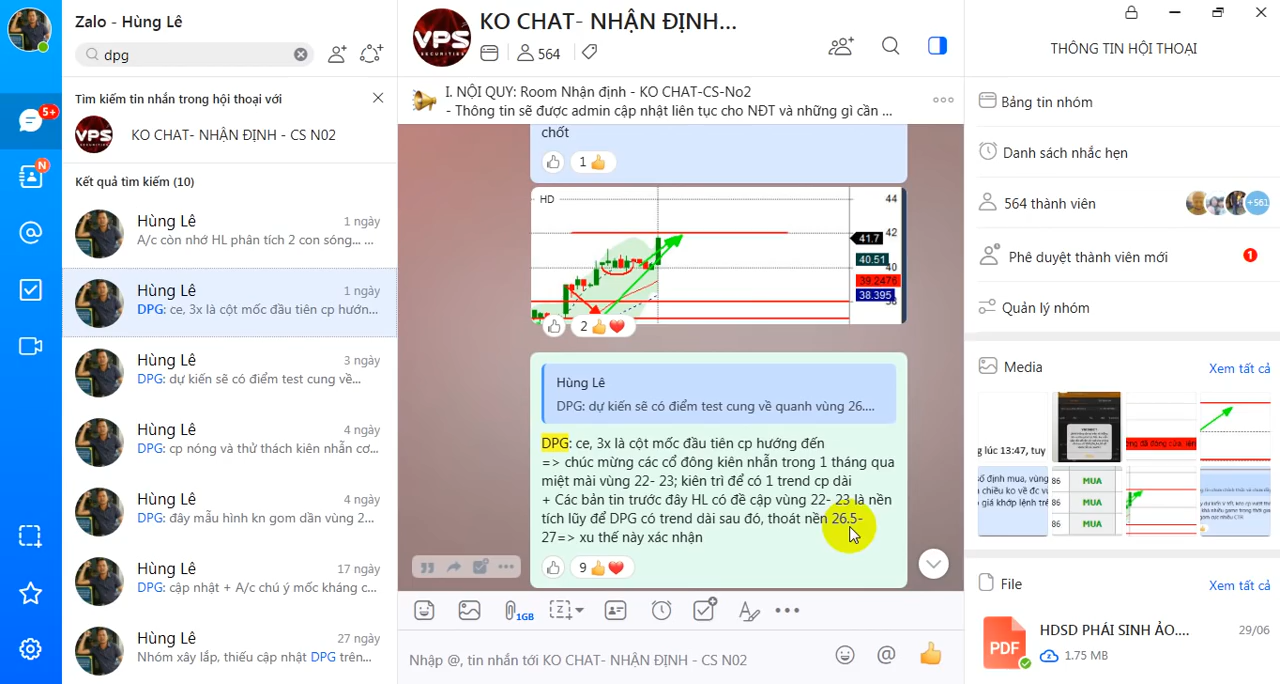 Zalo - Hùng Lê
dpg
5+
N
Tìm kiếm tin nhắn trong hội thoại với
VPS
KO CHAT- NHẬN ĐỊNH - CS N02
Kết quả tìm kiếm (10)
Hùng Lê
1 ngày
A/c còn nhớ HL phân tích 2 con sóng... ...
Hùng Lê
1 ngày
DPG: ce, 3x là cột mốc đầu tiên cp hướn...
Hùng Lê
3 ngày
DPG: dự kiến sẽ có điểm test cung về...
Hùng Lê
4 ngày
DPG: cp nóng và thử thách kiên nhẫn cơ...
Hùng Lê
4 ngày
DPG: đây mẫu hình kn gom dần vùng 2...
Hùng Lê
17 ngày
DPG: cập nhật + A/c chú ý mốc kháng c...
Hùng Lê
27 ngày
Nhóm xây lắp, thiếu cập nhật DPG trên...
VPS
SECURITIES
KO CHAT- NHẬN ĐỊNH...
564
I. NỘI QUY: Room Nhận định - KO CHAT-CS-No2
- Thông tin sẽ được admin cập nhật liên tục cho NĐT và những gì cần ...
chốt
1
HD
44
42
41.7
40.51
40
39.2476
38.395
2
Hùng Lê
DPG: dự kiến sẽ có điểm test cung về quanh vùng 26....
DPG: ce, 3x là cột mốc đầu tiên cp hướng đến
=> chúc mừng các cổ đông kiên nhẫn trong 1 tháng qua
miệt mài vùng 22- 23; kiên trì để có 1 trend cp dài
+ Các bản tin trước đây HL có đề cập vùng 22- 23 là nền
tích lũy để DPG có trend dài sau đó, thoát nền 26.5-
27=> xu thế này xác nhận
9
1GB
Nhập @, tin nhắn tới KO CHAT- NHẬN ĐỊNH - CS N02
THÔNG TIN HỘI THOẠI
Bảng tin nhóm
Danh sách nhắc hẹn
564 thành viên
+561
Phê duyệt thành viên mới
1
Quản lý nhóm
Media
Xem tất cả
ng lúc 13:47, tuy
86 MUA
86 MUA
86 MUA
File
Xem tất cả
PDF
HDSD PHÁI SINH ẢO....
29/06
1.75 MB